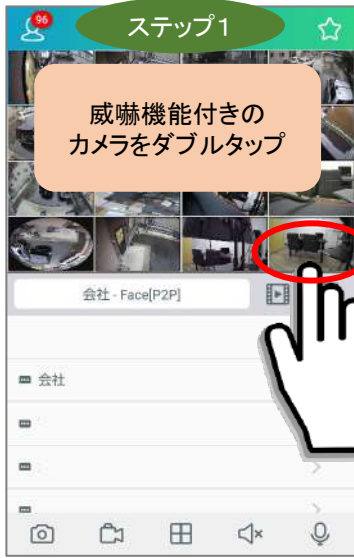 96
ステップ１
威嚇機能付きの
カメラをダブルタップ
会社 - Face[P2P]
会社